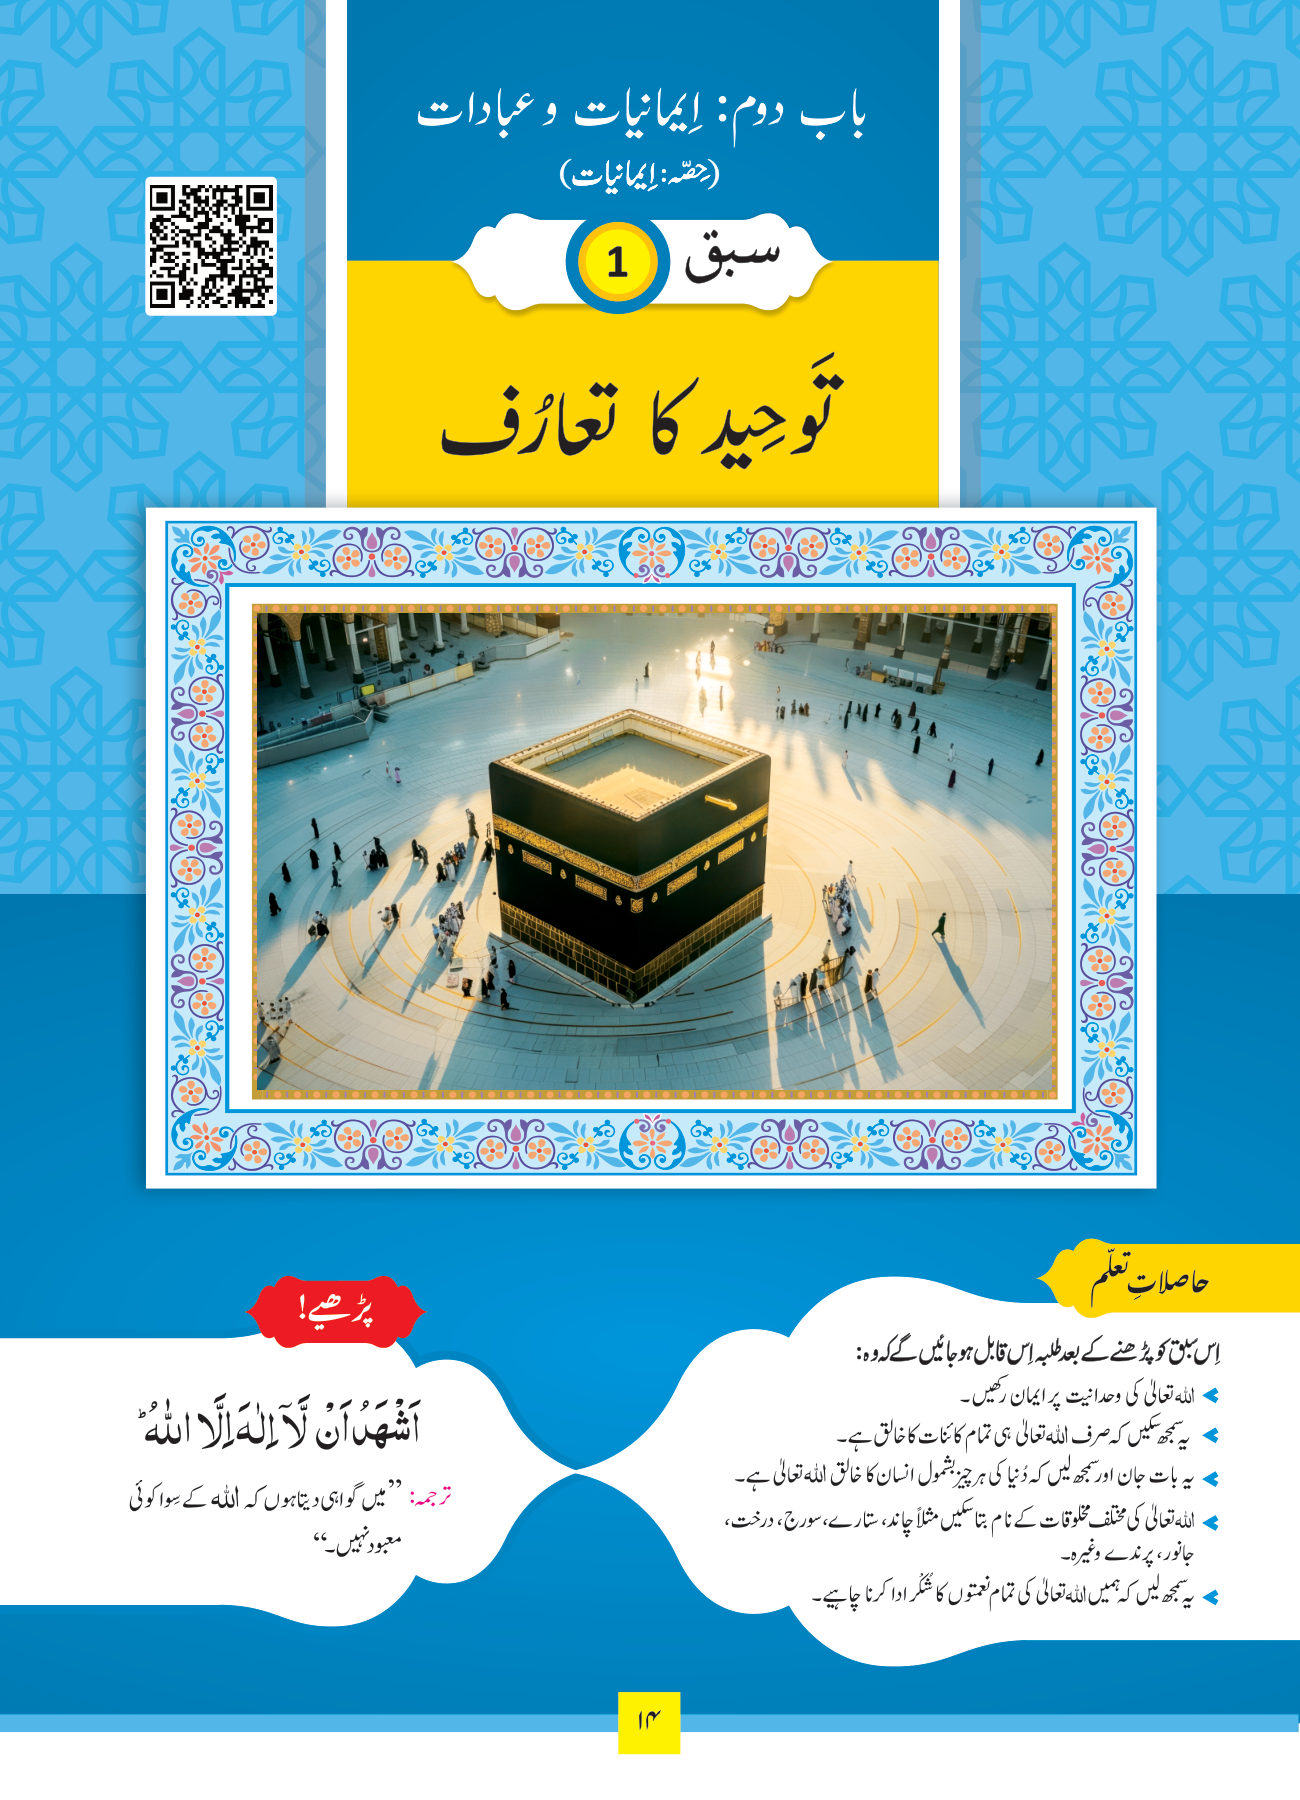 باب دوم: اِیمانیات و عبادات
(حِصّہ: اِیمانیات)
سبق 1
تَوحِید کا تعارُف
حاصلاتِ تعلّم
اِس سبق کو پڑھنے کے بعد طلبہ اِس قابل ہو جائیں گے کہ وہ:
اللہ تعالیٰ کی وحدانیت پر ایمان رکھیں۔
یہ سمجھ سکیں کہ صرف اللہ تعالیٰ ہی تمام کائنات کا خالق ہے۔
یہ بات جان اور سمجھ لیں کہ دُنیا کی ہر چیز بشمول انسان کا خالق اللہ تعالیٰ ہے۔
اللہ تعالیٰ کی مختلف مخلوقات کے نام بتا سکیں مثلاً چاند، ستارے، سورج، درخت،
جانور، پرندے وغیرہ۔
یہ سمجھ لیں کہ ہمیں اللہ تعالیٰ کی تمام نعمتوں کا شُکْر ادا کرنا چاہیے۔
پڑھیے!
اَشْهَدُ اَنْ لَّآ اِلٰهَ اِلَّا اللّٰهُ ؕ
ترجمہ: ”میں گواہی دیتا ہوں کہ اللہ کے سِوا کوئی
معبود نہیں۔“
۱۴